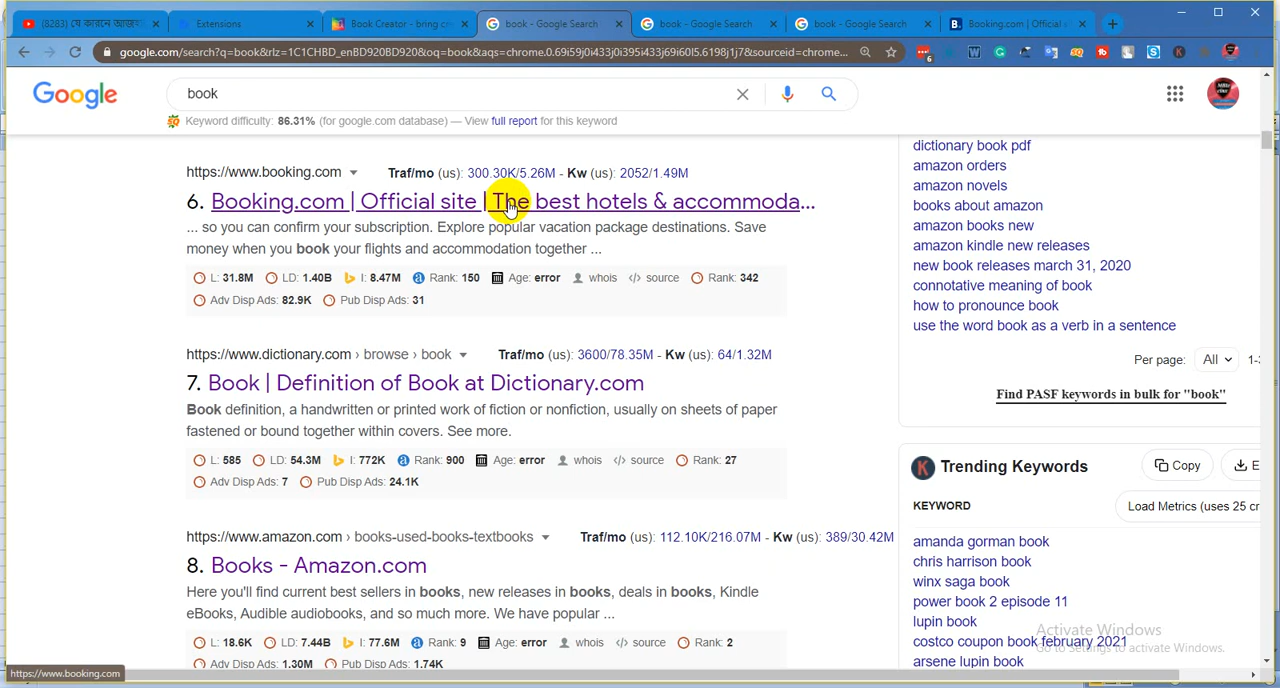 (8283) যে কারনে আজহা
Extensions
Book Creator - bring cr
book - Google Search
book - Google Search
book - Google Search
Booking.com | Official s
google.com/search?q=book&rlz=1C1CHBD_enBD920BD920&oq=book&aqs=chrome.0.69i59j0i433j0i395i433j69i60l5.6198j1j7&sourceid=chrome...
Google
book
Keyword difficulty: 86.31% (for google.com database) — View full report for this keyword
https://www.booking.com Traf/mo (us): 300.30K/5.26M - Kw (us): 2052/1.49M
6. Booking.com | Official site | The best hotels & accommoda...
... so you can confirm your subscription. Explore popular vacation package destinations. Save
money when you book your flights and accommodation together ...
L: 31.8M LD: 1.40B I: 8.47M Rank: 150 Age: error whois </> source Rank: 342
Adv Disp Ads: 82.9K Pub Disp Ads: 31
https://www.dictionary.com › browse › book Traf/mo (us): 3600/78.35M - Kw (us): 64/1.32M
7. Book | Definition of Book at Dictionary.com
Book definition, a handwritten or printed work of fiction or nonfiction, usually on sheets of paper
fastened or bound together within covers. See more.
L: 585 LD: 54.3M I: 772K Rank: 900 Age: error whois </> source Rank: 27
Adv Disp Ads: 7 Pub Disp Ads: 24.1K
https://www.amazon.com › books-used-books-textbooks Traf/mo (us): 112.10K/216.07M - Kw (us): 389/30.42M
8. Books - Amazon.com
Here you'll find current best sellers in books, new releases in books, deals in books, Kindle
eBooks, Audible audiobooks, and so much more. We have popular ...
L: 18.6K LD: 7.44B I: 77.6M Rank: 9 Age: error whois </> source Rank: 2
Adv Disp Ads: 1.30M Pub Disp Ads: 1.74K
https://www.booking.com
dictionary book pdf
amazon orders
amazon novels
books about amazon
amazon books new
amazon kindle new releases
new book releases march 31, 2020
connotative meaning of book
how to pronounce book
use the word book as a verb in a sentence
Per page: All 1-
Find PASF keywords in bulk for "book"
Trending Keywords Copy E
KEYWORD Load Metrics (uses 25 cr
amanda gorman book
chris harrison book
winx saga book
power book 2 episode 11
lupin book
costco coupon book february 2021
arsene lupin book
Activate Windows
Go to Settings to activate Windows.